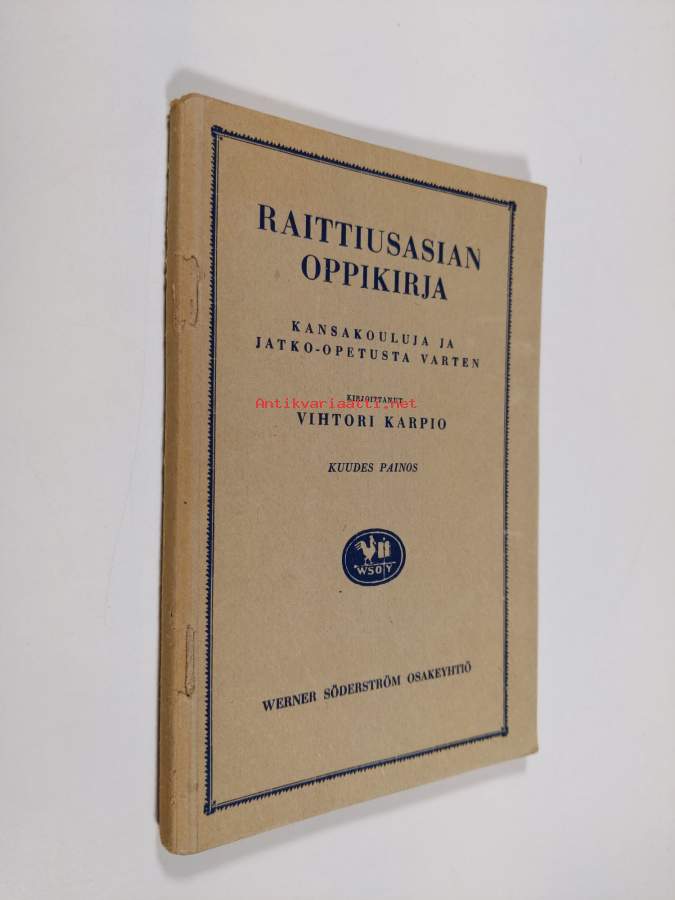 RAITTIUSASIAN
OPPIKIRJA
KANSAKOULUJA JA
JATKO-OPETUSTA VARTEN
KIRJOITTANUT
Antikvariaatti.net
VIHTORI KARPIO
KUUDES PAINOS
WSOY
WERNER SÖDERSTRÖM OSAKEYHTIÖ